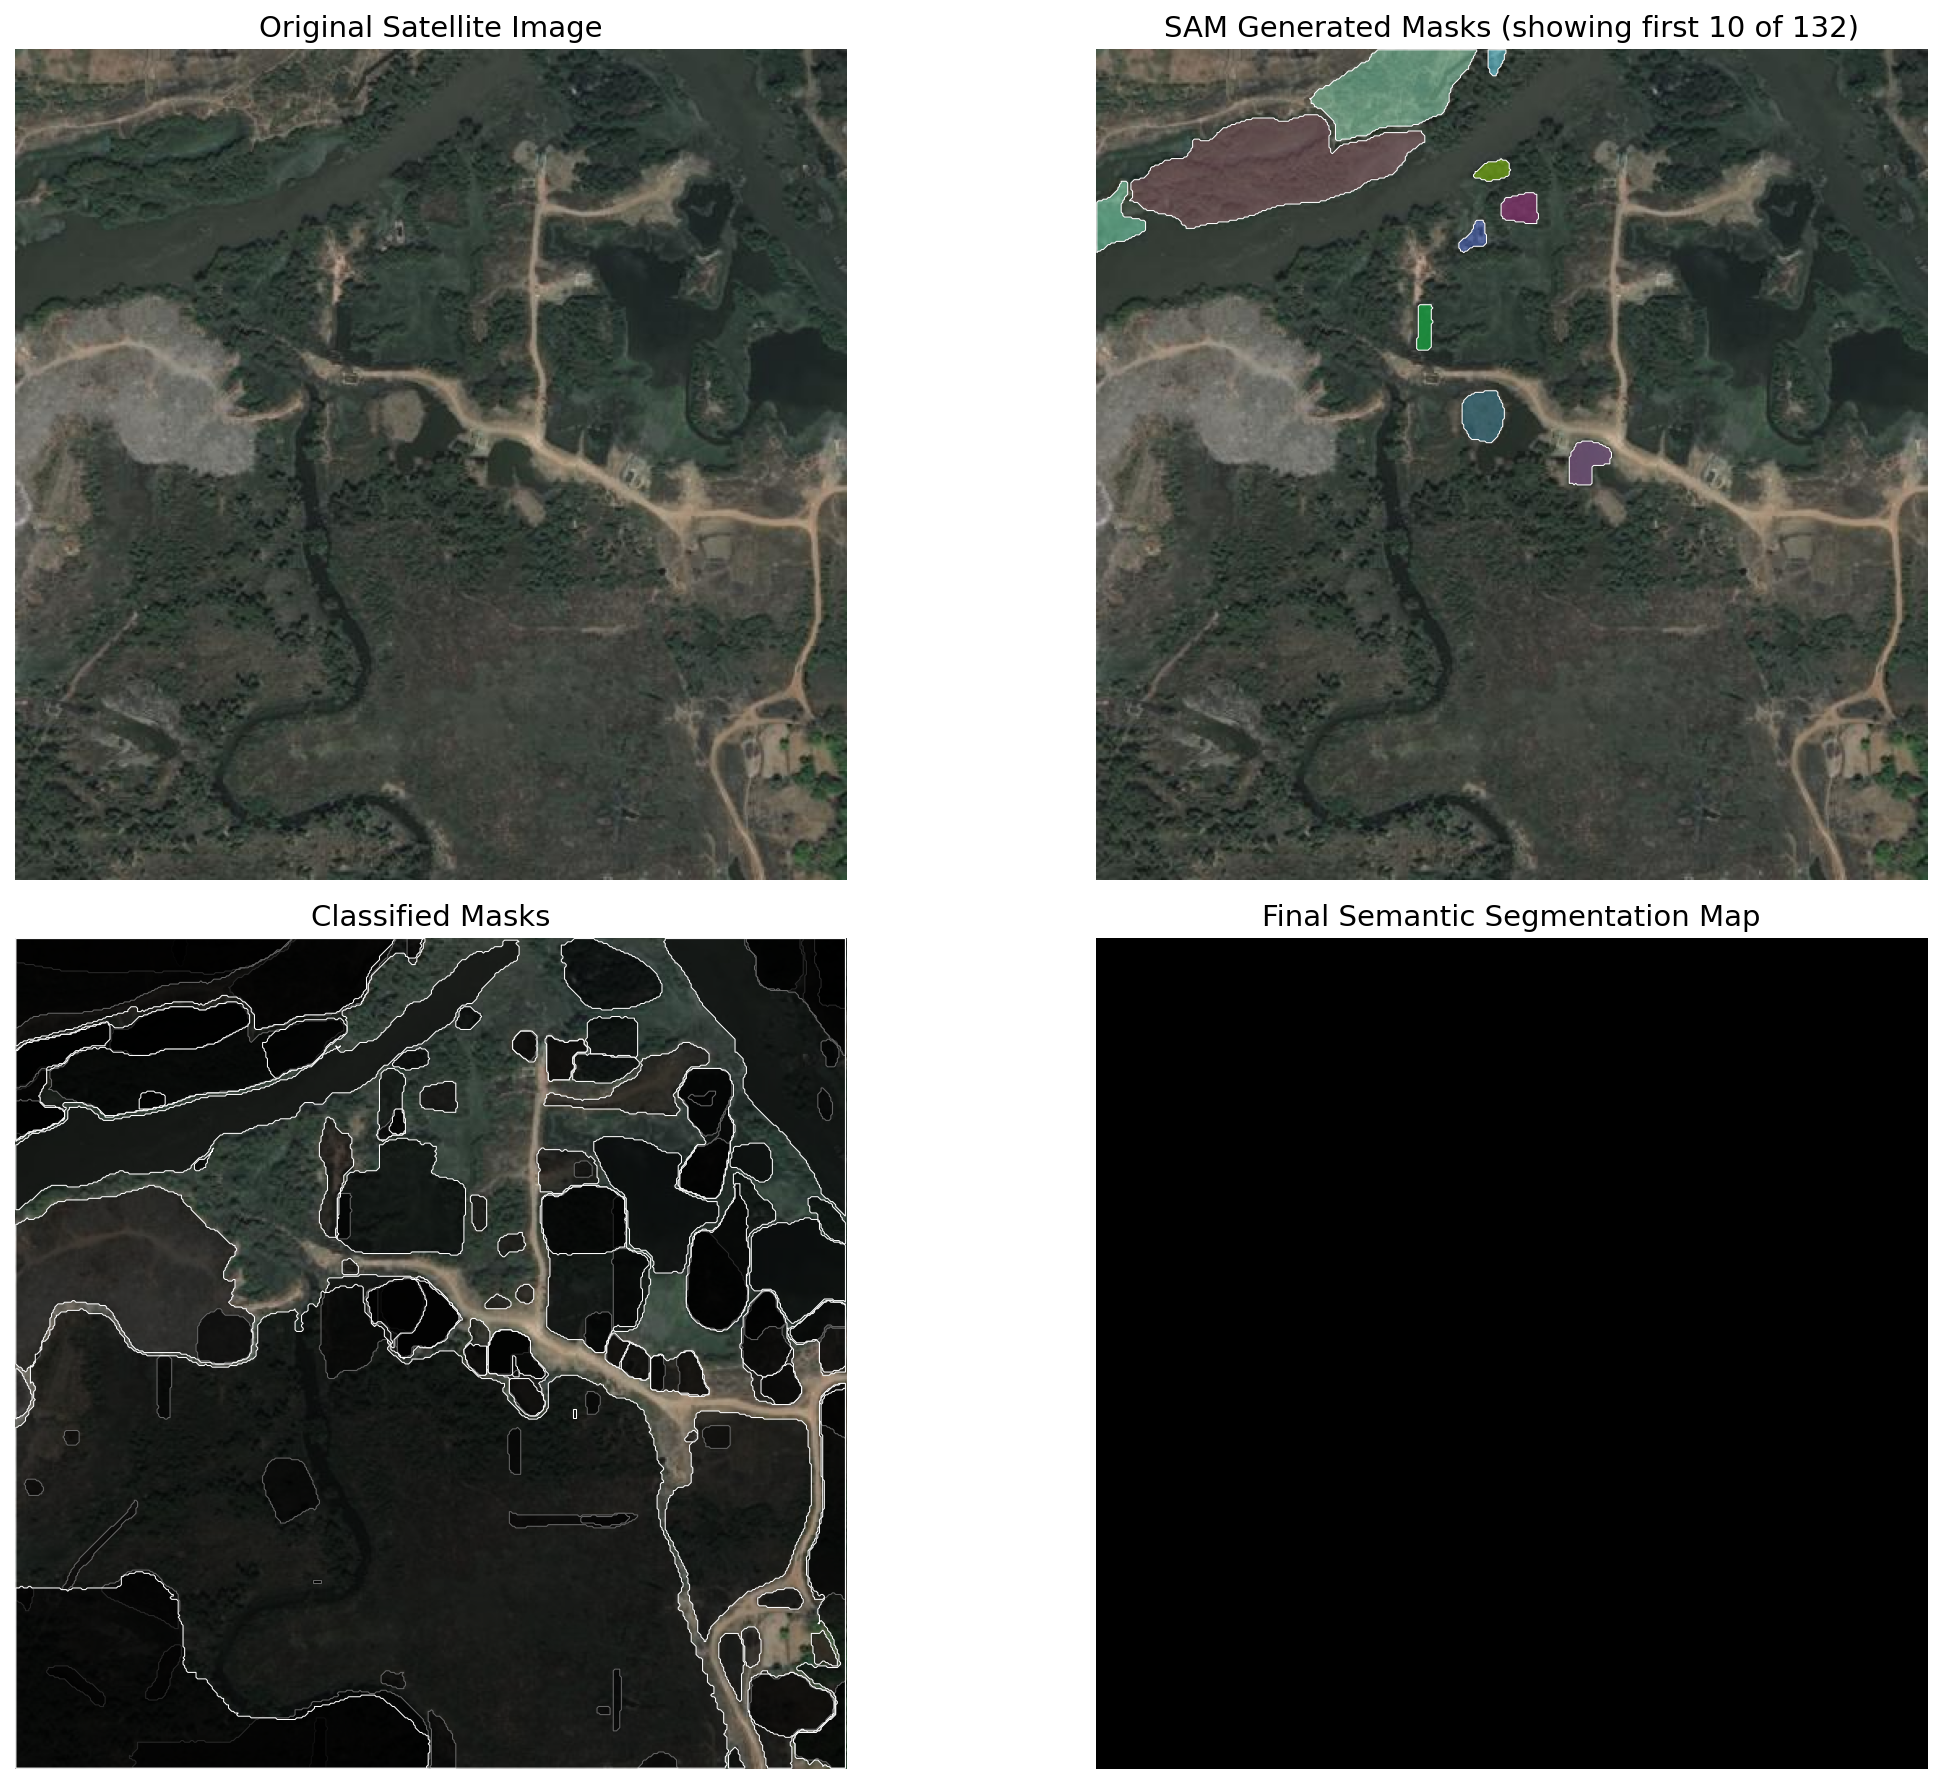 Original Satellite Image
SAM Generated Masks (showing first 10 of 132)
Classified Masks
Final Semantic Segmentation Map